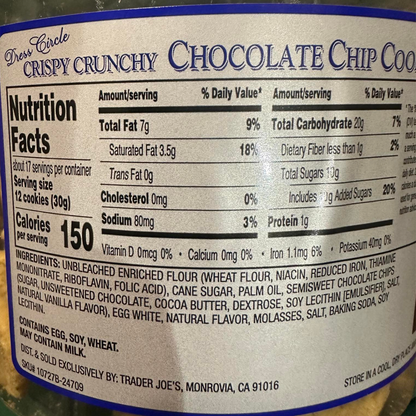 Dress Circle
CRISPY CRUNCHY CHOCOLATE CHIP
Nutrition
Facts
about 17 servings per container
Serving size
12 cookies (30g)
Calories
per serving 150
Amount/serving % Daily Value*
Total Fat 7g 9%
Saturated Fat 3.5g 18%
Trans Fat 0g
Cholesterol 0mg 0%
Sodium 80mg 3%
Amount/serving % Daily Value*
Total Carbohydrate 20g 7%
Dietary Fiber less than 1g 2%
Total Sugars 10g
Includes Added Sugars 20%
Protein 1g
Vitamin D 0mcg 0% • Calcium 0mg 0% • Iron 1.1mg 6% • Potassium 40mg 0%
INGREDIENTS: UNBLEACHED ENRICHED FLOUR (WHEAT FLOUR, NIACIN, REDUCED IRON, THIAMINE
MONONITRATE, RIBOFLAVIN, FOLIC ACID), CANE SUGAR, PALM OIL, SEMISWEET CHOCOLATE CHIPS
(SUGAR, UNSWEETENED CHOCOLATE, COCOA BUTTER, DEXTROSE, SOY LECITHIN [EMULSIFIER], SALT,
NATURAL VANILLA FLAVOR), EGG WHITE, NATURAL FLAVOR, MOLASSES, SALT, BAKING SODA, SOY
LECITHIN.
CONTAINS EGG, SOY, WHEAT.
MAY CONTAIN MILK.
DIST. & SOLD EXCLUSIVELY BY: TRADER JOE'S, MONROVIA, CA 91016
SKU# 10727B-24709
STORE IN A COOL, DRY